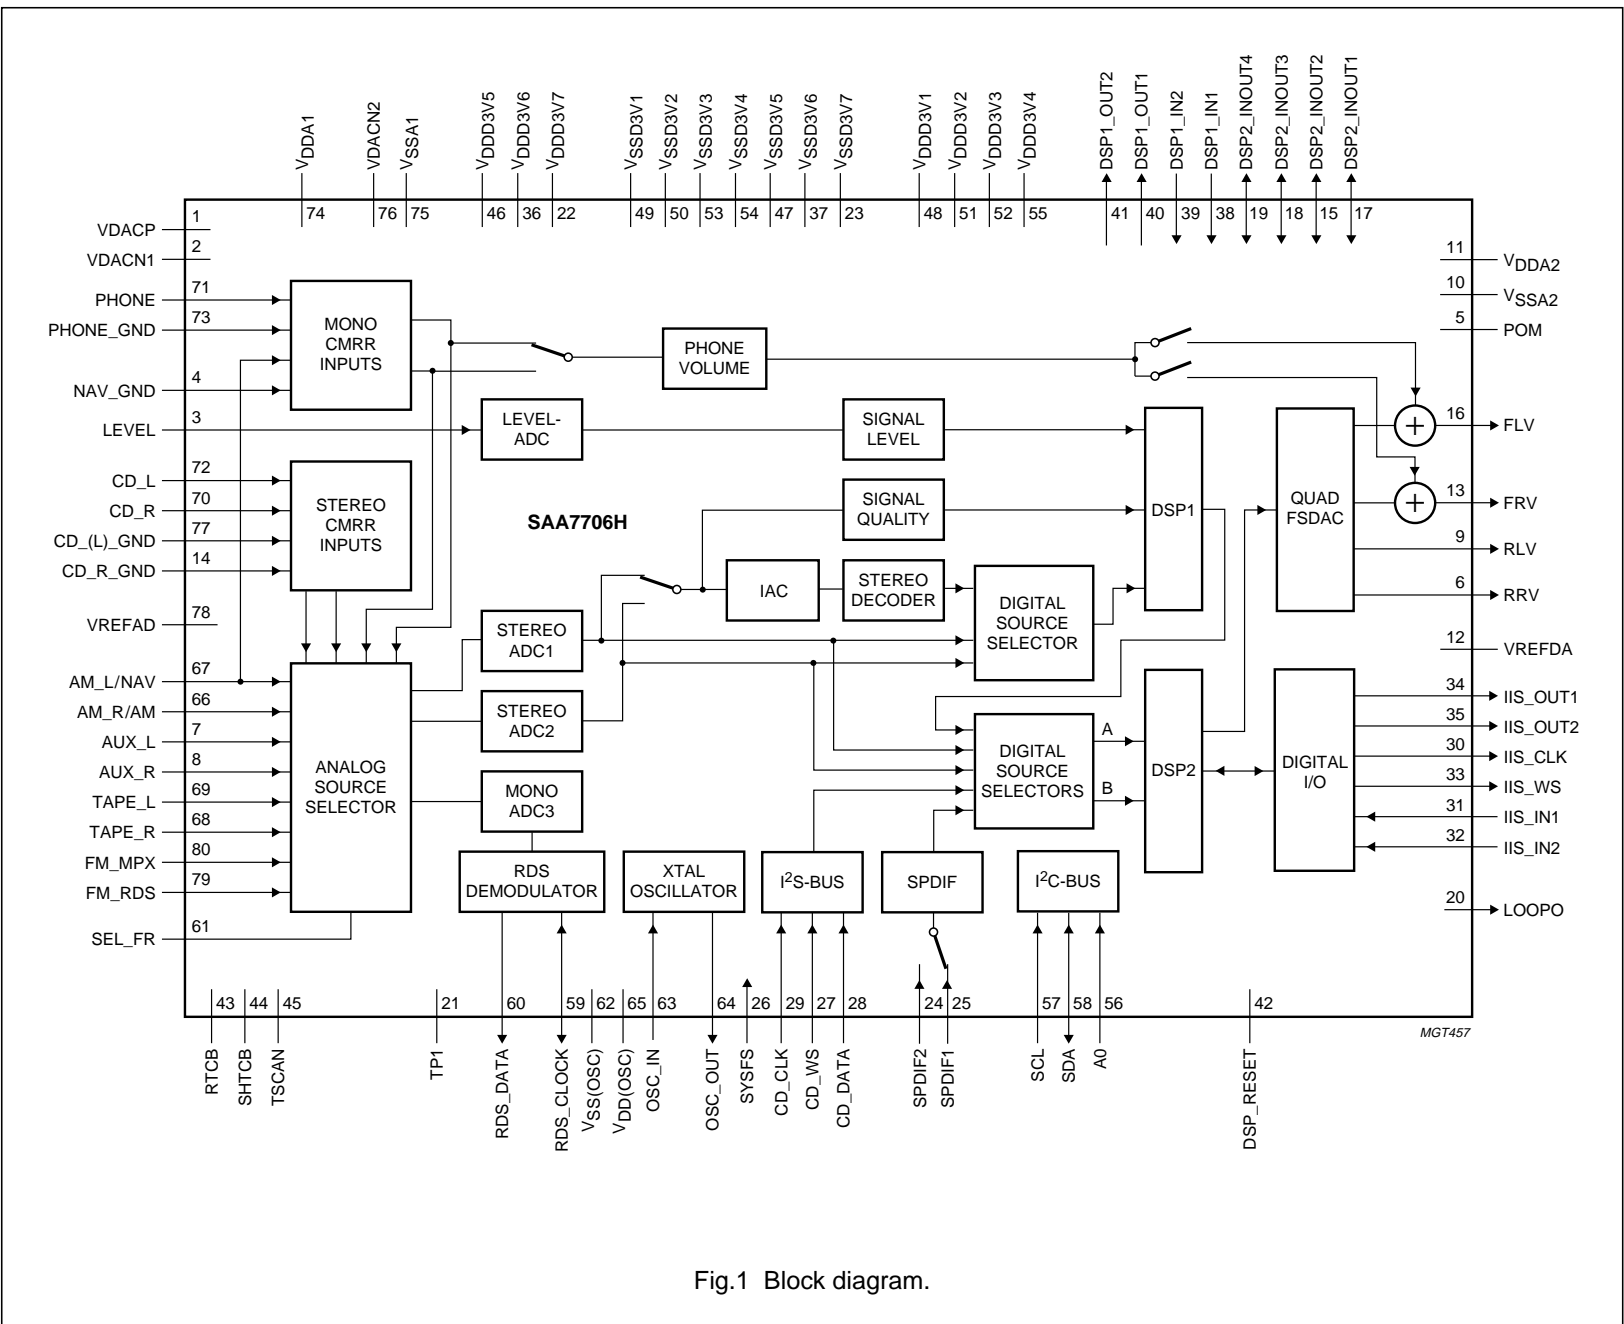 VDDA1
VDACN2
VSSA1
VDDD3V5
VDDD3V6
VDDD3V7
VSSD3V1
VSSD3V2
VSSD3V3
VSSD3V4
VSSD3V5
VSSD3V6
VSSD3V7
VDDD3V1
VDDD3V2
VDDD3V3
VDDD3V4
DSP1_OUT2
DSP1_OUT1
DSP1_IN2
DSP1_IN1
DSP2_INOUT4
DSP2_INOUT3
DSP2_INOUT2
DSP2_INOUT1
74 76 75 46 36 22 49 50 53 54 47 37 23 48 51 52 55 41 40 39 38 19 18 15 17
VDACP 1
VDACN1 2
PHONE 71
PHONE_GND 73
NAV_GND 4
LEVEL 3
CD_L 72
CD_R 70
CD_(L)_GND 77
CD_R_GND 14
VREFAD 78
AM_L/NAV 67
AM_R/AM 66
AUX_L 7
AUX_R 8
TAPE_L 69
TAPE_R 68
FM_MPX 80
FM_RDS 79
SEL_FR 61
MONO
CMRR
INPUTS
STEREO
CMRR
INPUTS
ANALOG
SOURCE
SELECTOR
PHONE
VOLUME
LEVEL-
ADC
SIGNAL
LEVEL
SAA7706H
SIGNAL
QUALITY
IAC
STEREO
DECODER
STEREO
ADC1
STEREO
ADC2
MONO
ADC3
DIGITAL
SOURCE
SELECTOR
DIGITAL
SOURCE
SELECTORS
A
B
DSP1
DSP2
QUAD
FSDAC
DIGITAL
I/O
+
+
RDS
DEMODULATOR
XTAL
OSCILLATOR
I2S-BUS
SPDIF
I2C-BUS
11 VDDA2
10 VSSA2
5 POM
16 FLV
13 FRV
9 RLV
6 RRV
12 VREFDA
34 IIS_OUT1
35 IIS_OUT2
30 IIS_CLK
33 IIS_WS
31 IIS_IN1
32 IIS_IN2
20 LOOPO
43 44 45 21 60 59 62 65 63 64 26 29 27 28 24 25 57 58 56 42
RTCB
SHTCB
TSCAN
TP1
RDS_DATA
RDS_CLOCK
VSS(OSC)
VDD(OSC)
OSC_IN
OSC_OUT
SYSFS
CD_CLK
CD_WS
CD_DATA
SPDIF2
SPDIF1
SCL
SDA
A0
DSP_RESET
MGT457
Fig.1 Block diagram.